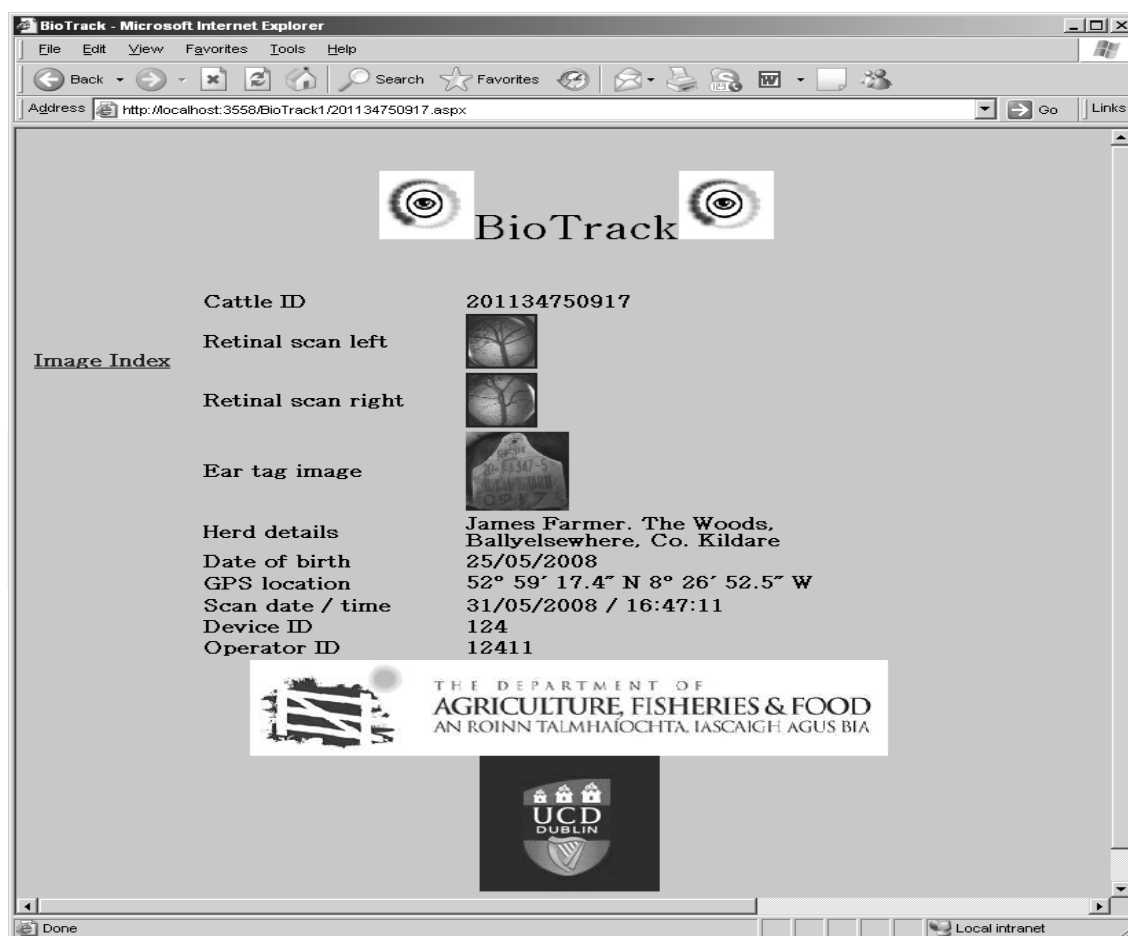 BioTrack - Microsoft Internet Explorer
File Edit View Favorites Tools Help
Back Search Favorites
Address http://localhost:3558/BioTrack1/201134750917.aspx Go Links
BioTrack
Cattle ID 201134750917
Retinal scan left
Image Index
Retinal scan right
Ear tag image
0917
Herd details James Farmer. The Woods,
Ballyelsewhere, Co. Kildare
Date of birth 25/05/2008
GPS location 52° 59′ 17.4″ N 8° 26′ 52.5″ W
Scan date / time 31/05/2008 / 16:47:11
Device ID 124
Operator ID 12411
THE DEPARTMENT OF
AGRICULTURE, FISHERIES & FOOD
AN ROINN TALMHAÍOCHTA, IASCAIGH AGUS BIA
UCD
DUBLIN
Done Local intranet